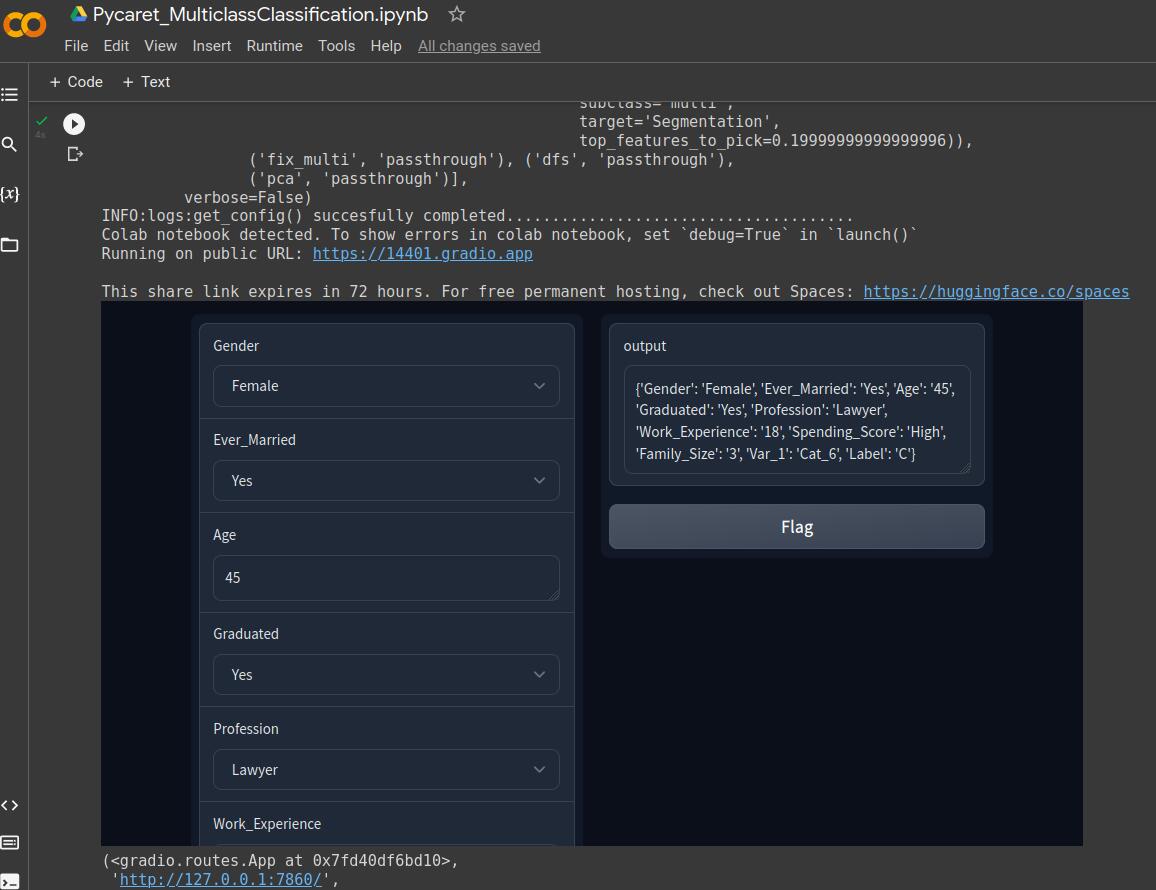 Pycaret_MulticlassClassification.ipynb
File Edit View Insert Runtime Tools Help All changes saved
+ Code + Text
subclass='multi',
4s
target='Segmentation',
top_features_to_pick=0.19999999999999996)),
('fix_multi', 'passthrough'), ('dfs', 'passthrough'),
('pca', 'passthrough')],
verbose=False)
INFO:logs:get_config() succesfully completed......................................
Colab notebook detected. To show errors in colab notebook, set `debug=True` in `launch()`
Running on public URL: https://14401.gradio.app
This share link expires in 72 hours. For free permanent hosting, check out Spaces: https://huggingface.co/spaces
Gender
Female
Ever_Married
Yes
Age
45
Graduated
Yes
Profession
Lawyer
Work_Experience
output
{'Gender': 'Female', 'Ever_Married': 'Yes', 'Age': '45',
'Graduated': 'Yes', 'Profession': 'Lawyer',
'Work_Experience': '18', 'Spending_Score': 'High',
'Family_Size': '3', 'Var_1': 'Cat_6', 'Label': 'C'}
Flag
(<gradio.routes.App at 0x7fd40df6bd10>,
'http://127.0.0.1:7860/',